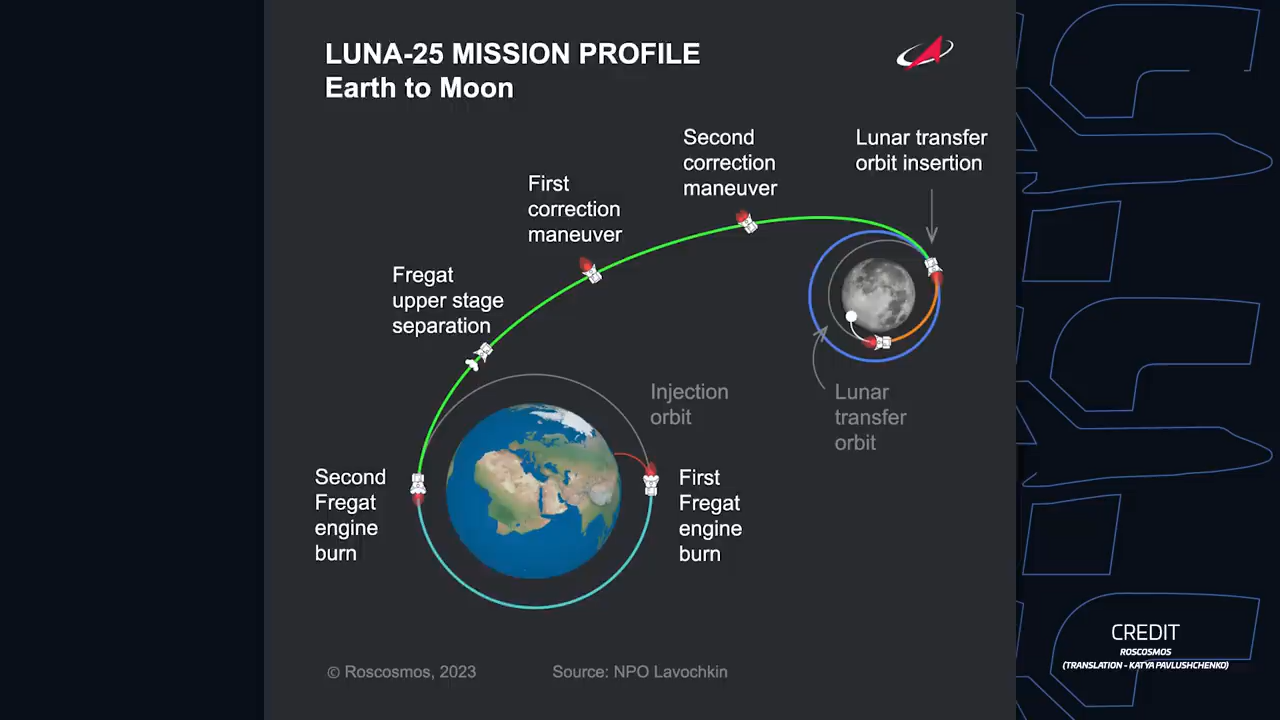 LUNA-25 MISSION PROFILE
Earth to Moon
Second
correction
maneuver
Lunar transfer
orbit insertion
First
correction
maneuver
Fregat
upper stage
separation
Injection
orbit
Lunar
transfer
orbit
Second
Fregat
engine
burn
First
Fregat
engine
burn
CREDIT
ROSCOSMOS
(TRANSLATION - KATYA PAVLUSHCHENKO)
© Roscosmos, 2023
Source: NPO Lavochkin